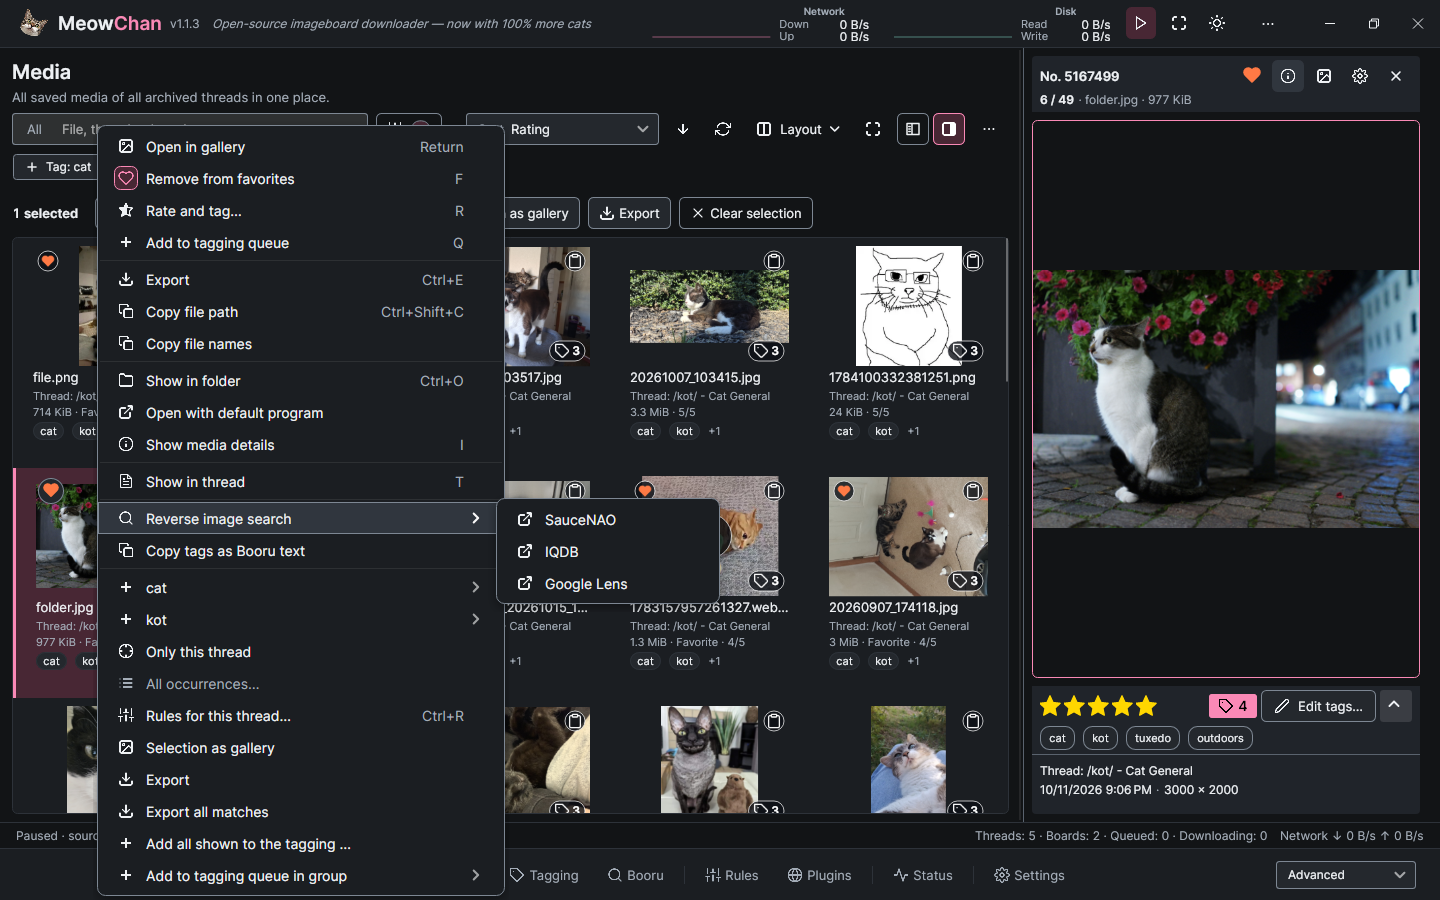 MeowChan v1.1.3 Open-source imageboard downloader — now with 100% more cats
Network
Down 0 B/s
Up 0 B/s
Disk
Read 0 B/s
Write 0 B/s
Media
All saved media of all archived threads in one place.
All File, th
Rating
Layout
+ Tag: cat
1 selected
as gallery
Export
Clear selection
Open in gallery Return
Remove from favorites F
Rate and tag... R
Add to tagging queue Q
Export Ctrl+E
Copy file path Ctrl+Shift+C
Copy file names
Show in folder Ctrl+O
Open with default program
Show media details I
Show in thread T
Reverse image search
Copy tags as Booru text
cat
kot
Only this thread
All occurrences...
Rules for this thread... Ctrl+R
Selection as gallery
Export
Export all matches
Add all shown to the tagging ...
Add to tagging queue in group
SauceNAO
IQDB
Google Lens
file.png
Thread: /ko
714 KiB · Fav
cat kot
03517.jpg
Cat General
+1
3
20261007_103415.jpg
Thread: /kot/ - Cat General
3.3 MiB · 5/5
cat kot +1
3
1784100332381251.png
Thread: /kot/ - Cat General
24 KiB · 5/5
cat kot +1
3
folder.jpg
Thread: /ko
977 KiB · Fa
cat kot
20261015_1...
Cat General
+1
1783157957261327.web...
Thread: /kot/ - Cat General
1.3 MiB · Favorite · 4/5
cat kot +1
3
20260907_174118.jpg
Thread: /kot/ - Cat General
3 MiB · Favorite · 4/5
cat kot +1
3
3
3
3
No. 5167499
6 / 49 · folder.jpg · 977 KiB
4
Edit tags...
cat kot tuxedo outdoors
Thread: /kot/ - Cat General
10/11/2026 9:06 PM · 3000 × 2000
Paused · sourc
Threads: 5 · Boards: 2 · Queued: 0 · Downloading: 0 Network ↓ 0 B/s ↑ 0 B/s
Tagging
Booru
Rules
Plugins
Status
Settings
Advanced